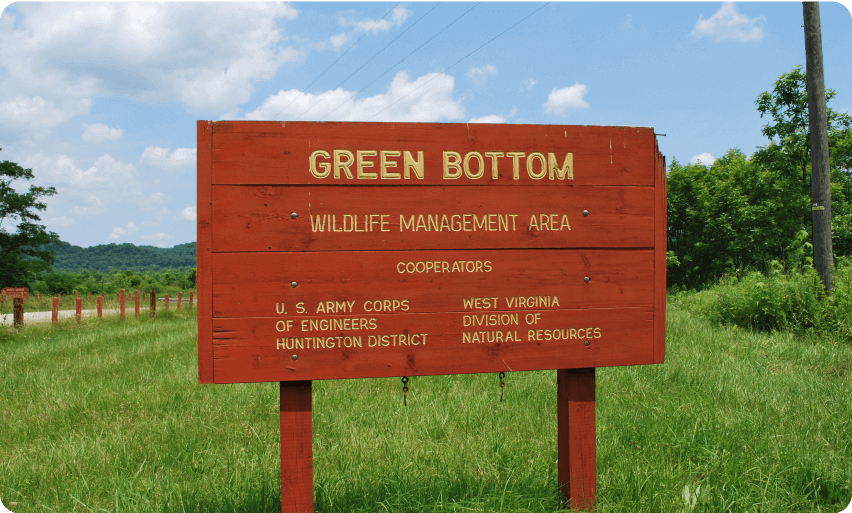 GREEN BOTTOM
WILDLIFE MANAGEMENT AREA
COOPERATORS
U. S. ARMY CORPS
OF ENGINEERS
HUNTINGTON DISTRICT
WEST VIRGINIA
DIVISION OF
NATURAL RESOURCES